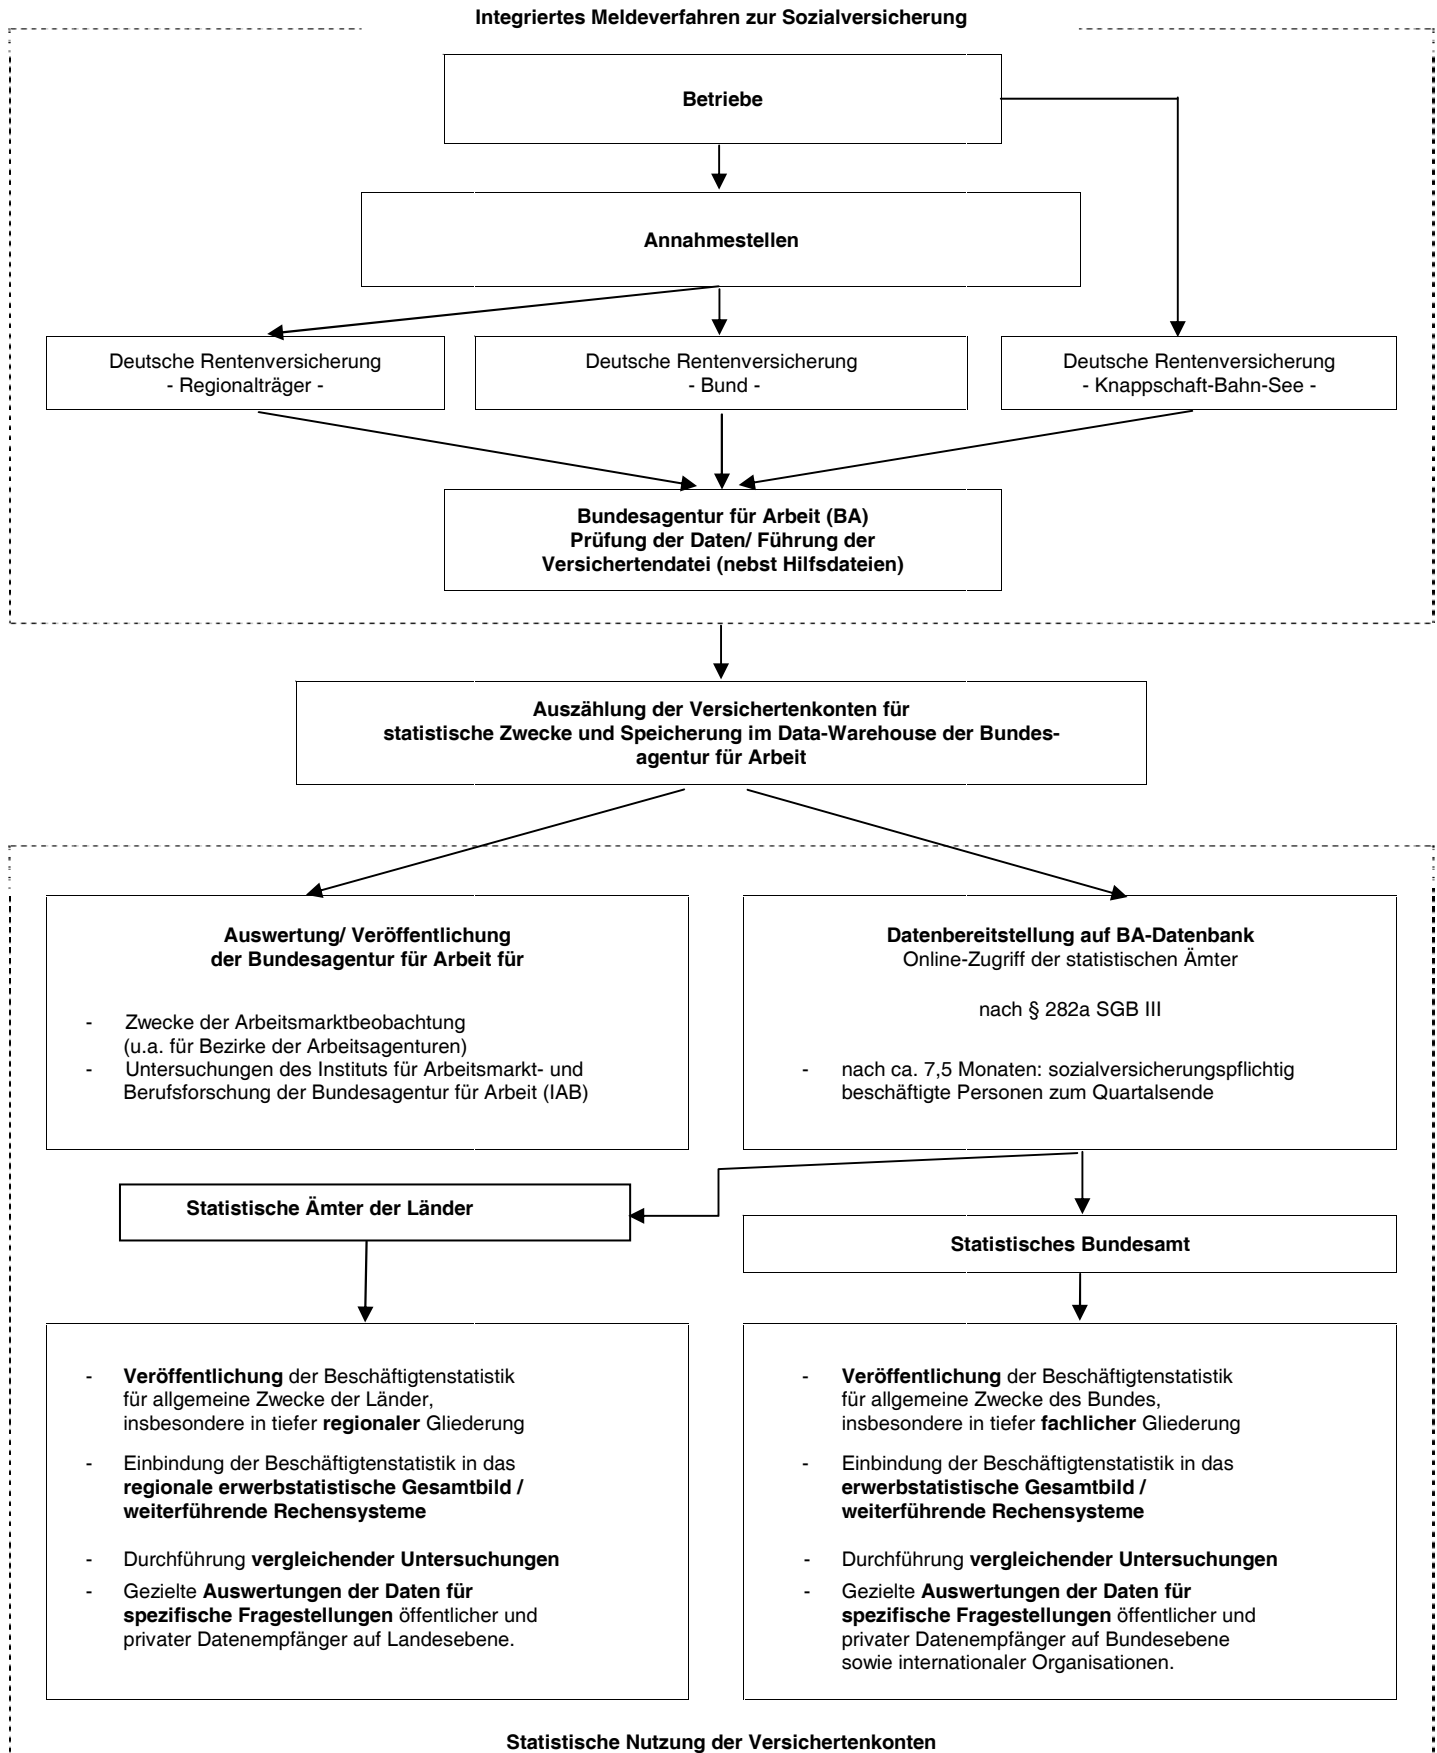 Integriertes Meldeverfahren zur Sozialversicherung
Betriebe
Annahmestellen
Deutsche Rentenversicherung
- Regionalträger -
Deutsche Rentenversicherung
- Bund -
Deutsche Rentenversicherung
- Knappschaft-Bahn-See -
Bundesagentur für Arbeit (BA)
Prüfung der Daten/ Führung der
Versichertendatei (nebst Hilfsdateien)
Auszählung der Versichertenkonten für
statistische Zwecke und Speicherung im Data-Warehouse der Bundes-
agentur für Arbeit
Auswertung/ Veröffentlichung
der Bundesagentur für Arbeit für
- Zwecke der Arbeitsmarktbeobachtung
(u.a. für Bezirke der Arbeitsagenturen)
- Untersuchungen des Instituts für Arbeitsmarkt- und
Berufsforschung der Bundesagentur für Arbeit (IAB)
Datenbereitstellung auf BA-Datenbank
Online-Zugriff der statistischen Ämter
nach § 282a SGB III
- nach ca. 7,5 Monaten: sozialversicherungspflichtig
beschäftigte Personen zum Quartalsende
Statistische Ämter der Länder
Statistisches Bundesamt
- Veröffentlichung der Beschäftigtenstatistik
für allgemeine Zwecke der Länder,
insbesondere in tiefer regionaler Gliederung
- Einbindung der Beschäftigtenstatistik in das
regionale erwerbstatistische Gesamtbild /
weiterführende Rechensysteme
- Durchführung vergleichender Untersuchungen
- Gezielte Auswertungen der Daten für
spezifische Fragestellungen öffentlicher und
privater Datenempfänger auf Landesebene.
- Veröffentlichung der Beschäftigtenstatistik
für allgemeine Zwecke des Bundes,
insbesondere in tiefer fachlicher Gliederung
- Einbindung der Beschäftigtenstatistik in das
erwerbstatistische Gesamtbild /
weiterführende Rechensysteme
- Durchführung vergleichender Untersuchungen
- Gezielte Auswertungen der Daten für
spezifische Fragestellungen öffentlicher und
privater Datenempfänger auf Bundesebene
sowie internationaler Organisationen.
Statistische Nutzung der Versichertenkonten